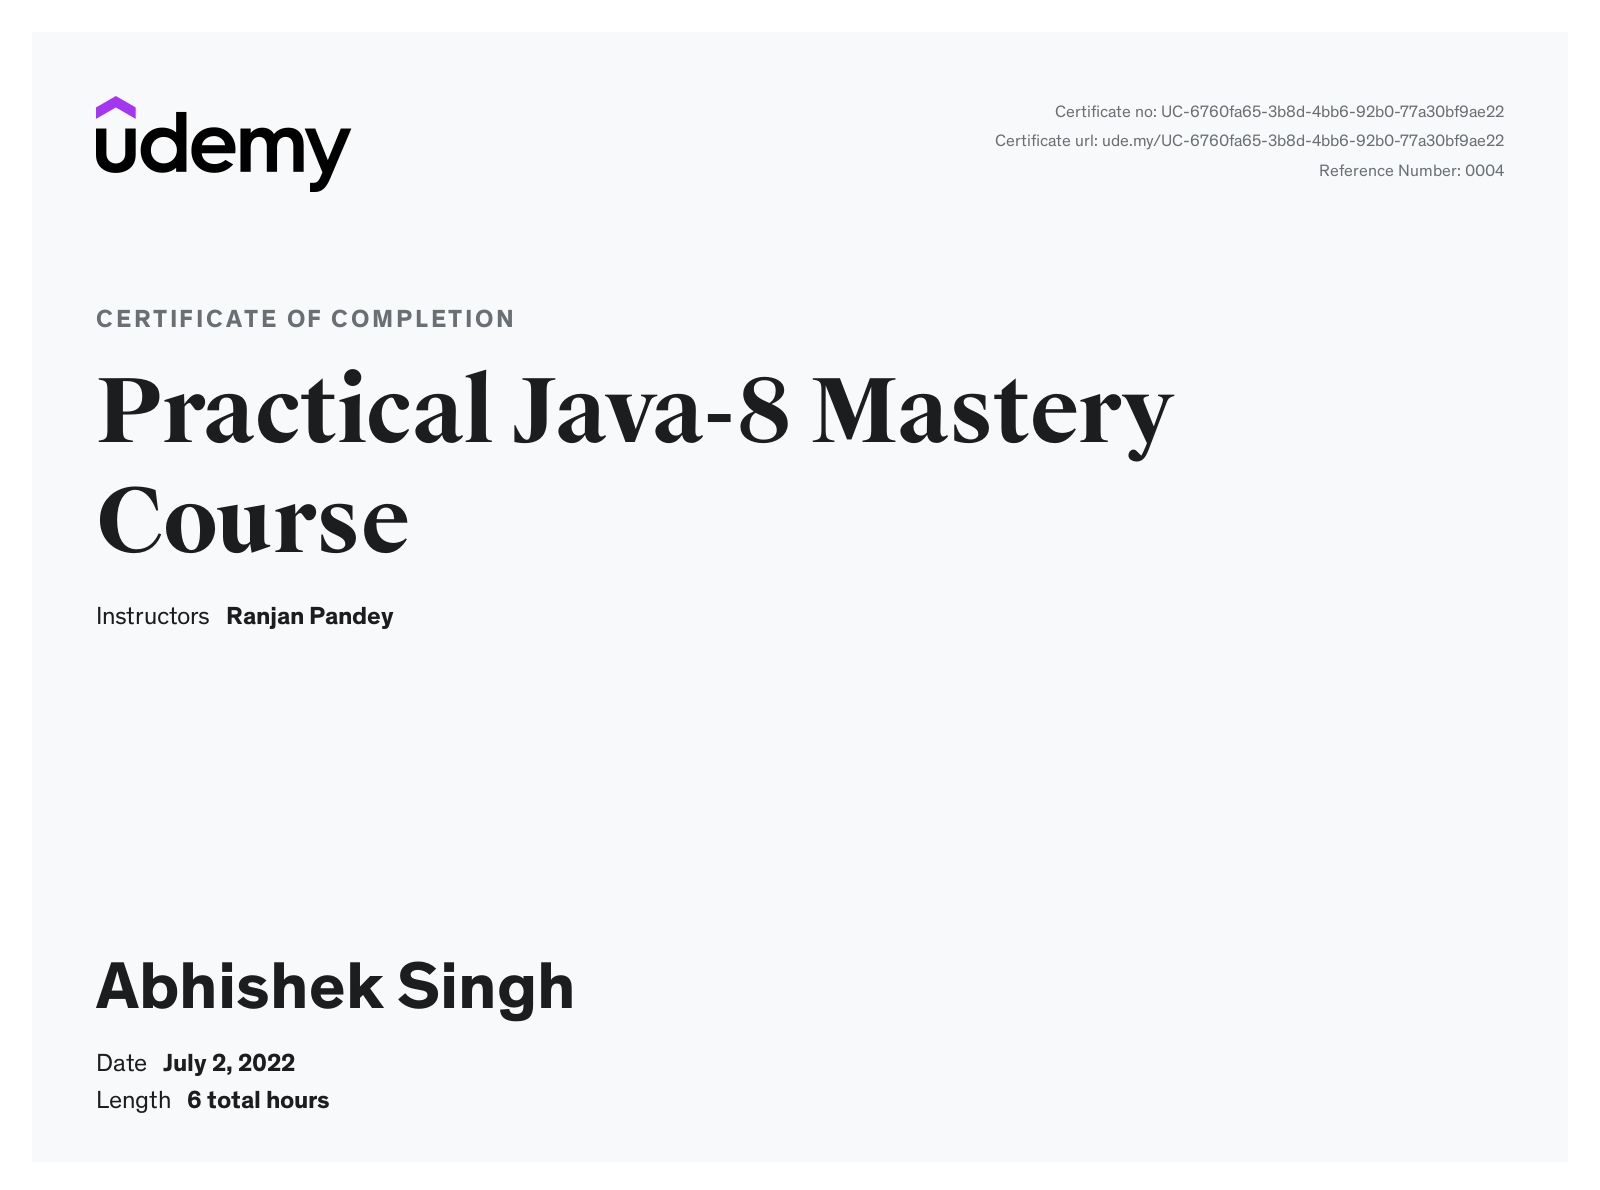 udemy
Certificate no: UC-6760fa65-3b8d-4bb6-92b0-77a30bf9ae22
Certificate url: ude.my/UC-6760fa65-3b8d-4bb6-92b0-77a30bf9ae22
Reference Number: 0004
CERTIFICATE OF COMPLETION
Practical Java-8 Mastery
Course
Instructors Ranjan Pandey
Abhishek Singh
Date July 2, 2022
Length 6 total hours